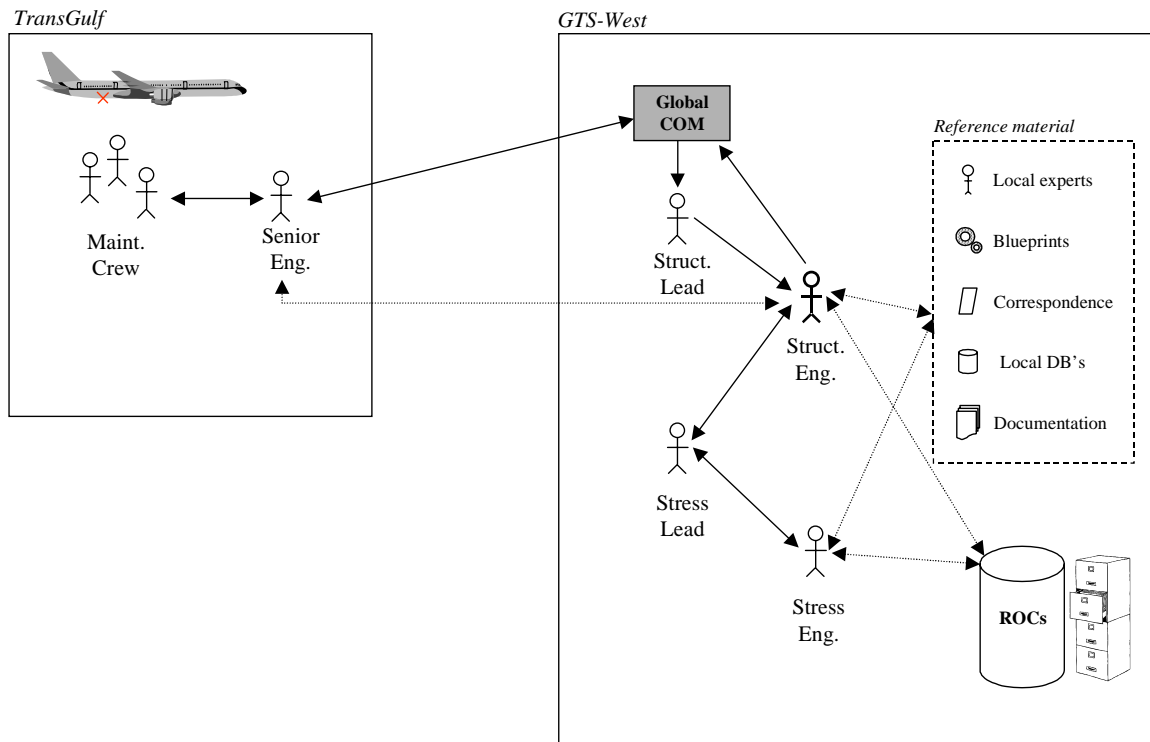 TransGulf
GTS-West
Global
COM
Reference material
Local experts
Blueprints
Correspondence
Local DB's
Documentation
Maint.
Crew
Senior
Eng.
Struct.
Lead
Struct.
Eng.
Stress
Lead
Stress
Eng.
ROCs